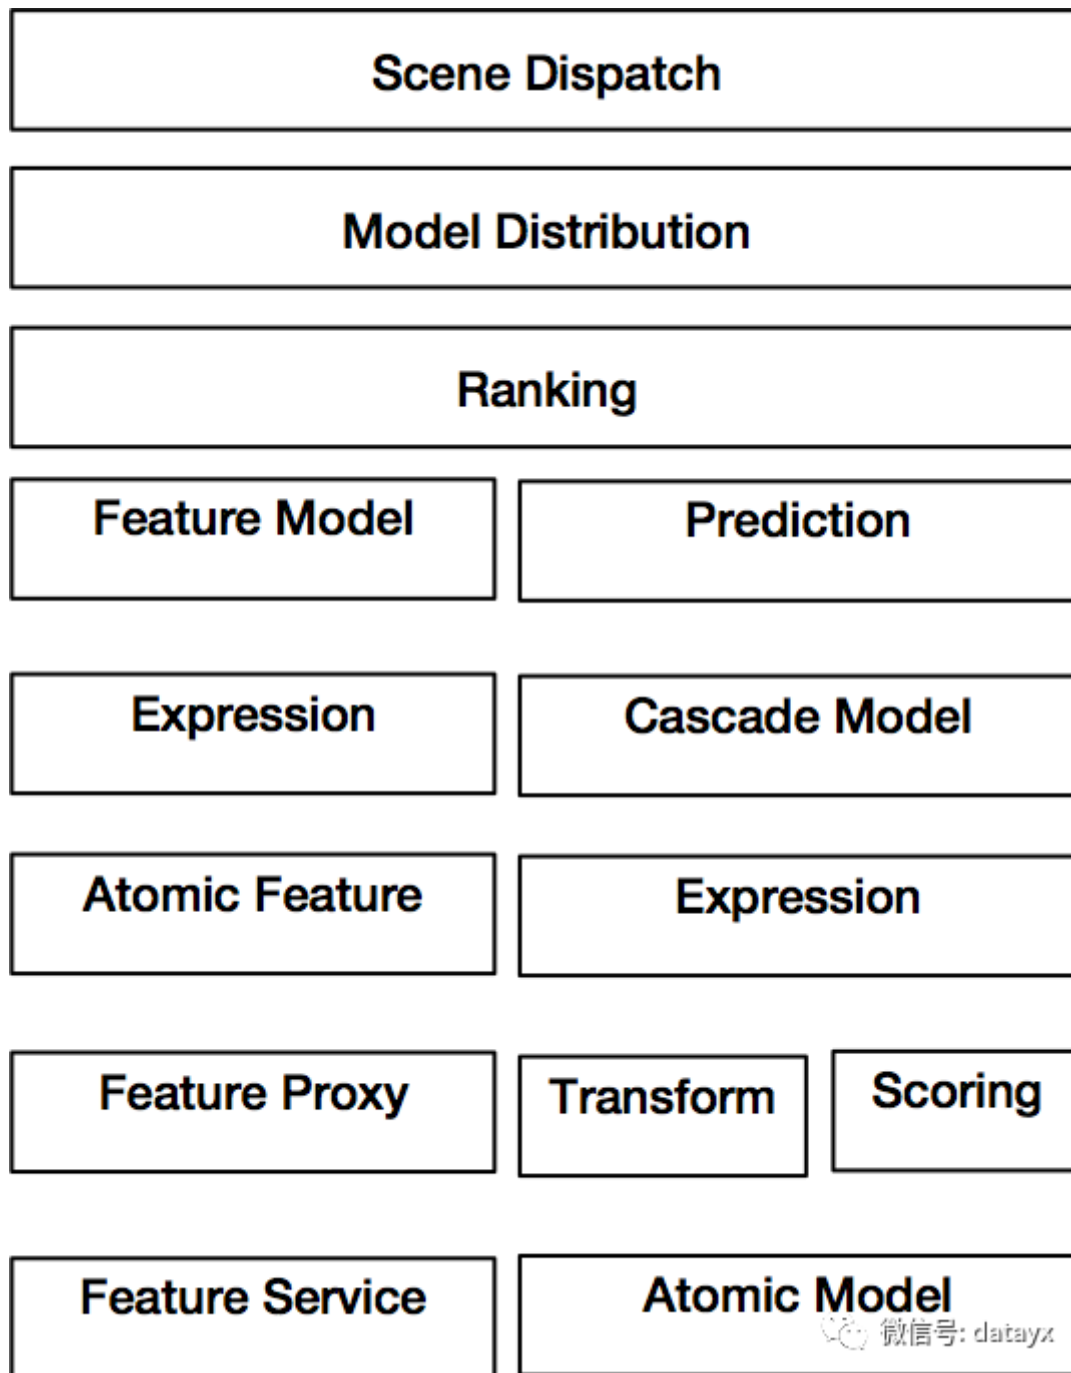 Scene Dispatch
Model Distribution
Ranking
Feature Model
Prediction
Expression
Cascade Model
Atomic Feature
Expression
Feature Proxy
Transform
Scoring
Feature Service
Atomic Model
微信号: datayx